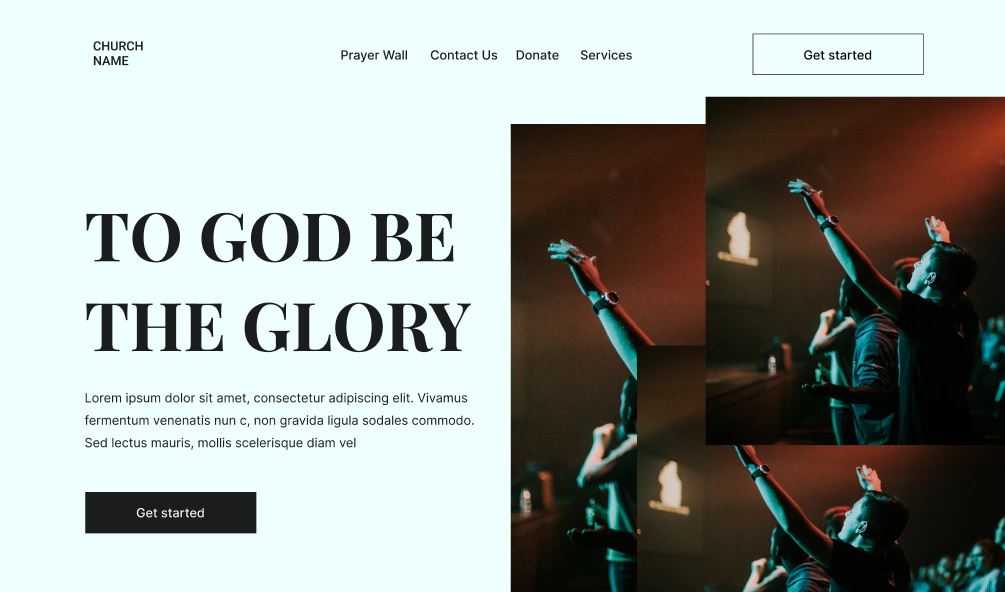 CHURCH
NAME
Prayer Wall Contact Us Donate Services
Get started
TO GOD BE
THE GLORY
Lorem ipsum dolor sit amet, consectetur adipiscing elit. Vivamus
fermentum venenatis nun c, non gravida ligula sodales commodo.
Sed lectus mauris, mollis scelerisque diam vel
Get started